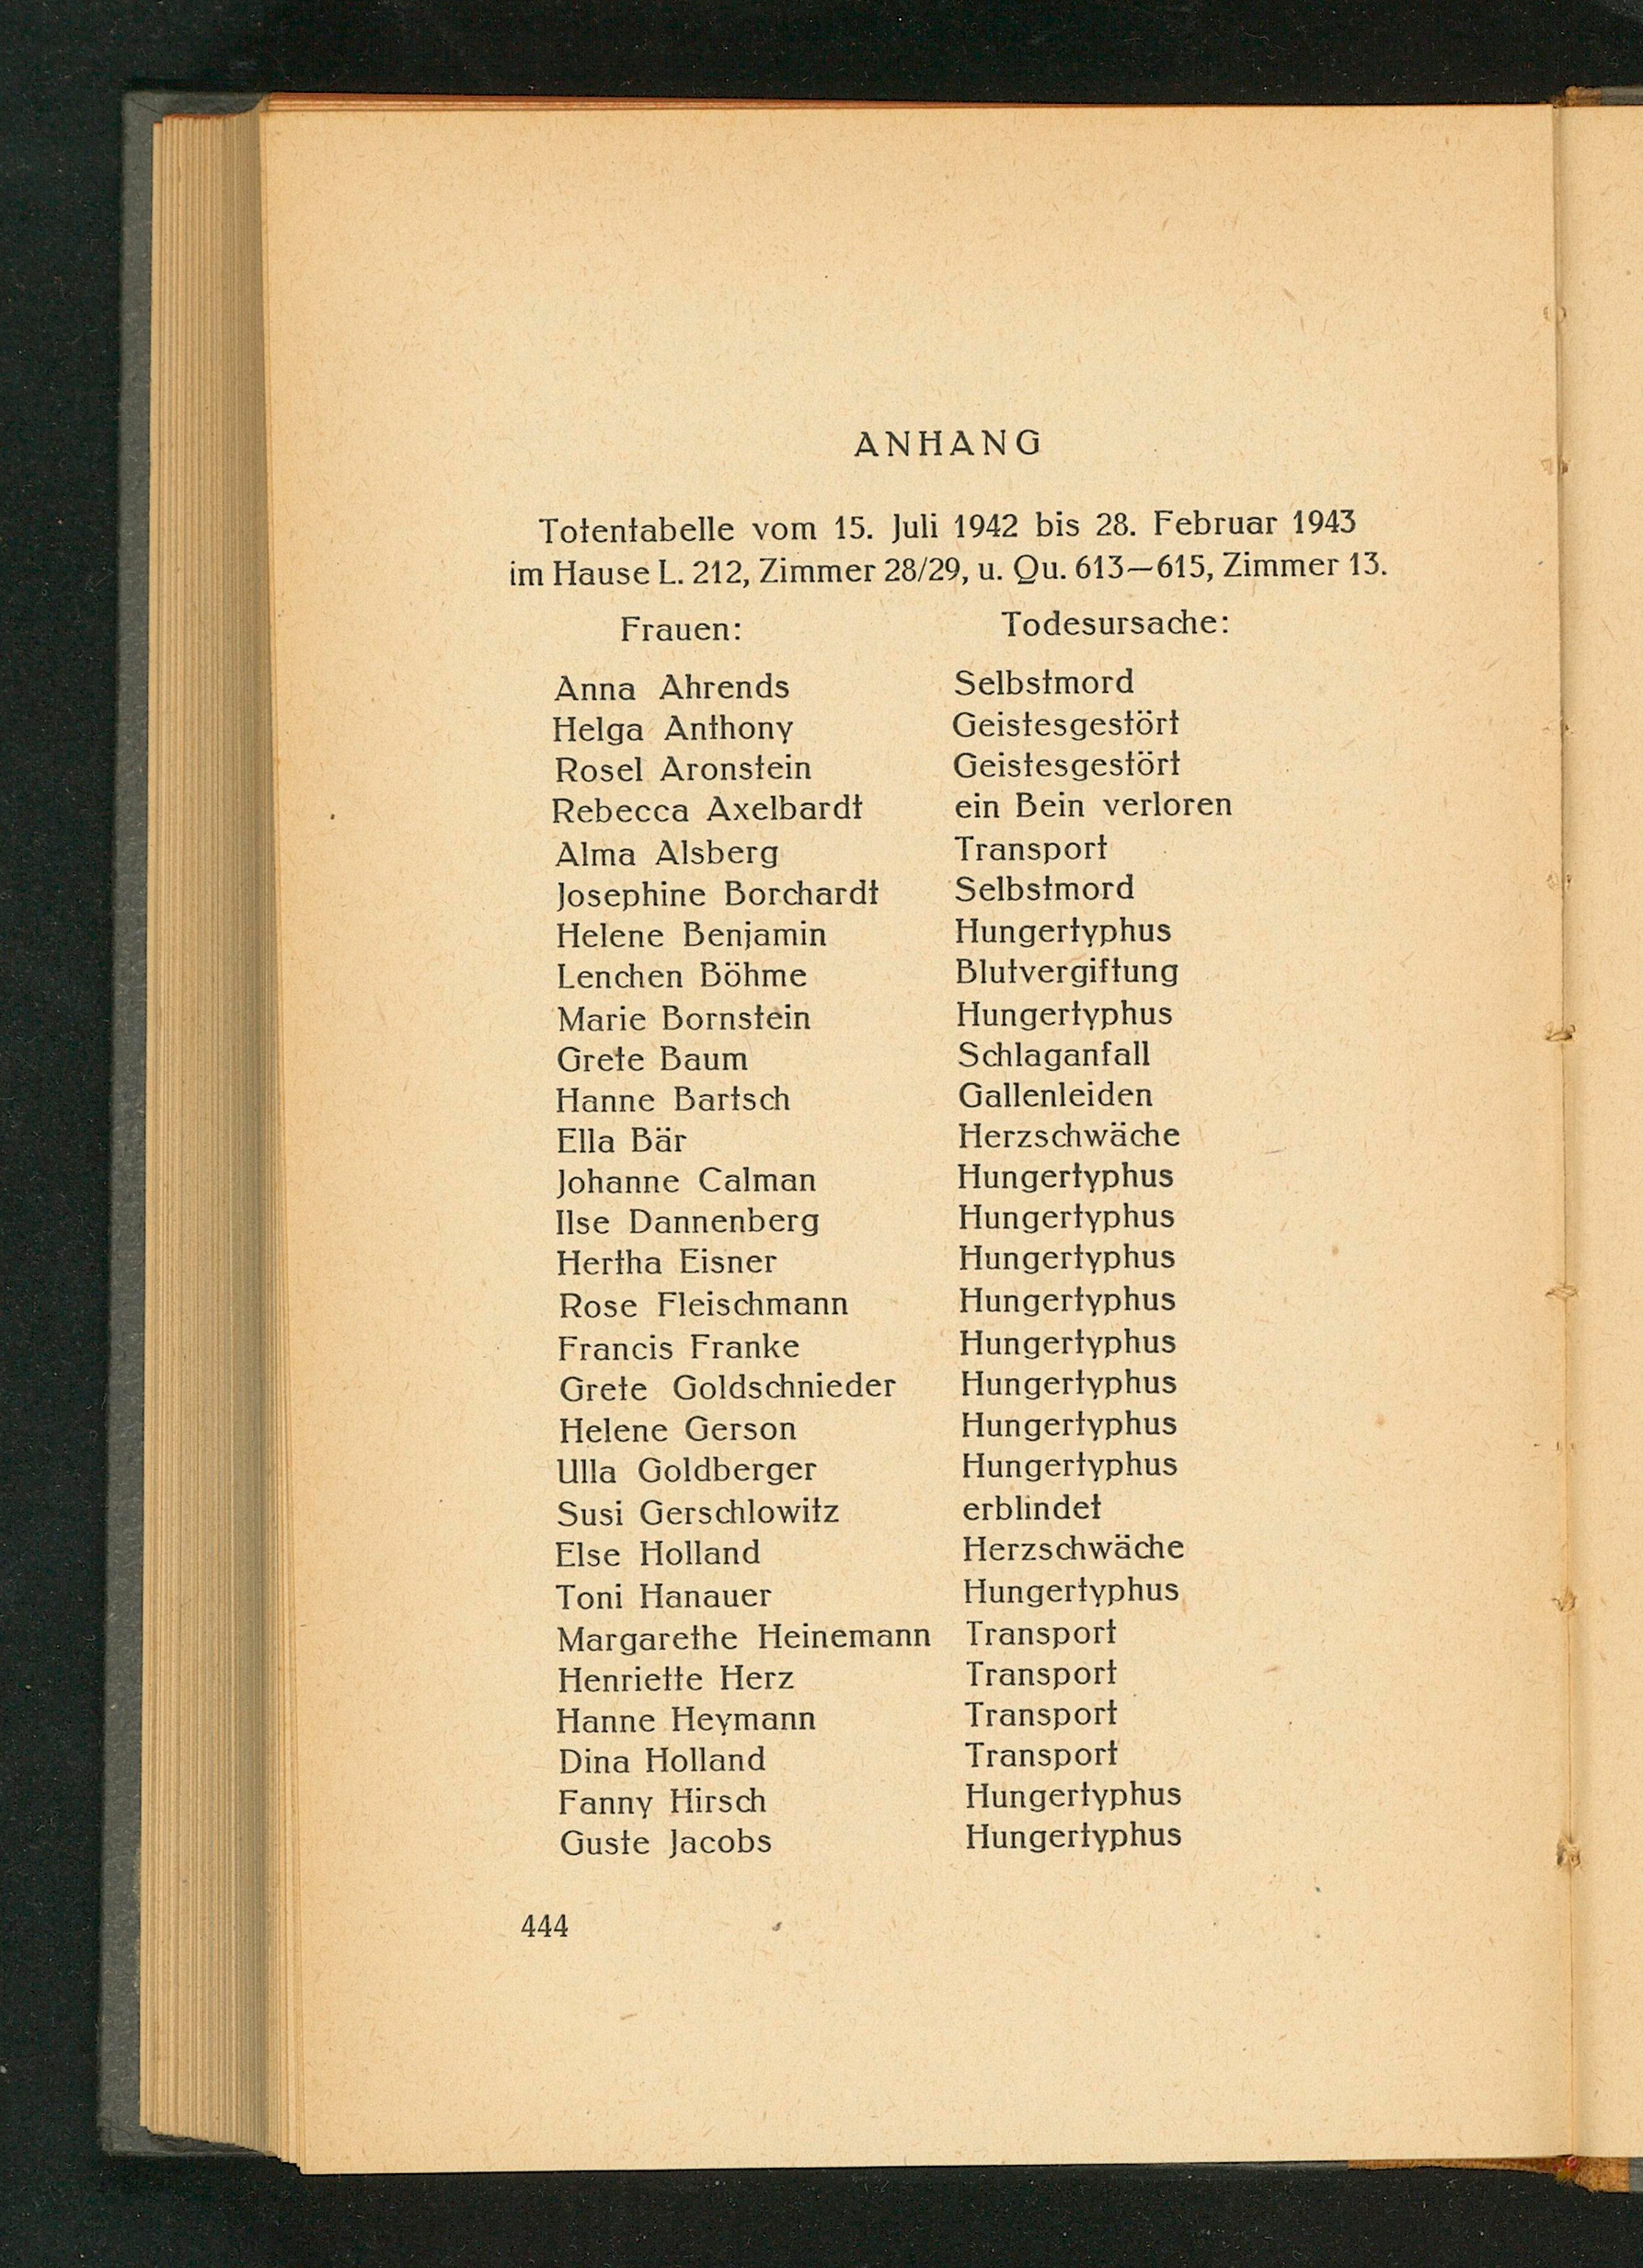 ANHANG
Totentabelle vom 15. Juli 1942 bis 28. Februar 1943
im Hause L. 212, Zimmer 28/29, u. Qu. 613—615, Zimmer 13.
Frauen: Todesursache:
Anna Ahrends Selbstmord
Helga Anthony Geistesgestört
Rosel Aronstein Geistesgestört
Rebecca Axelbardt ein Bein verloren
Alma Alsberg Transport
Josephine Borchardt Selbstmord
Helene Benjamin Hungertyphus
Lenchen Böhme Blutvergiftung
Marie Bornstein Hungertyphus
Grete Baum Schlaganfall
Hanne Bartsch Gallenleiden
Ella Bär Herzschwäche
Johanne Calman Hungertyphus
Ilse Dannenberg Hungertyphus
Hertha Eisner Hungertyphus
Rose Fleischmann Hungertyphus
Francis Franke Hungertyphus
Grete Goldschnieder Hungertyphus
Helene Gerson Hungertyphus
Ulla Goldberger Hungertyphus
Susi Gerschlowitz erblindet
Else Holland Herzschwäche
Toni Hanauer Hungertyphus
Margarethe Heinemann Transport
Henriette Herz Transport
Hanne Heymann Transport
Dina Holland Transport
Fanny Hirsch Hungertyphus
Guste Jacobs Hungertyphus
444